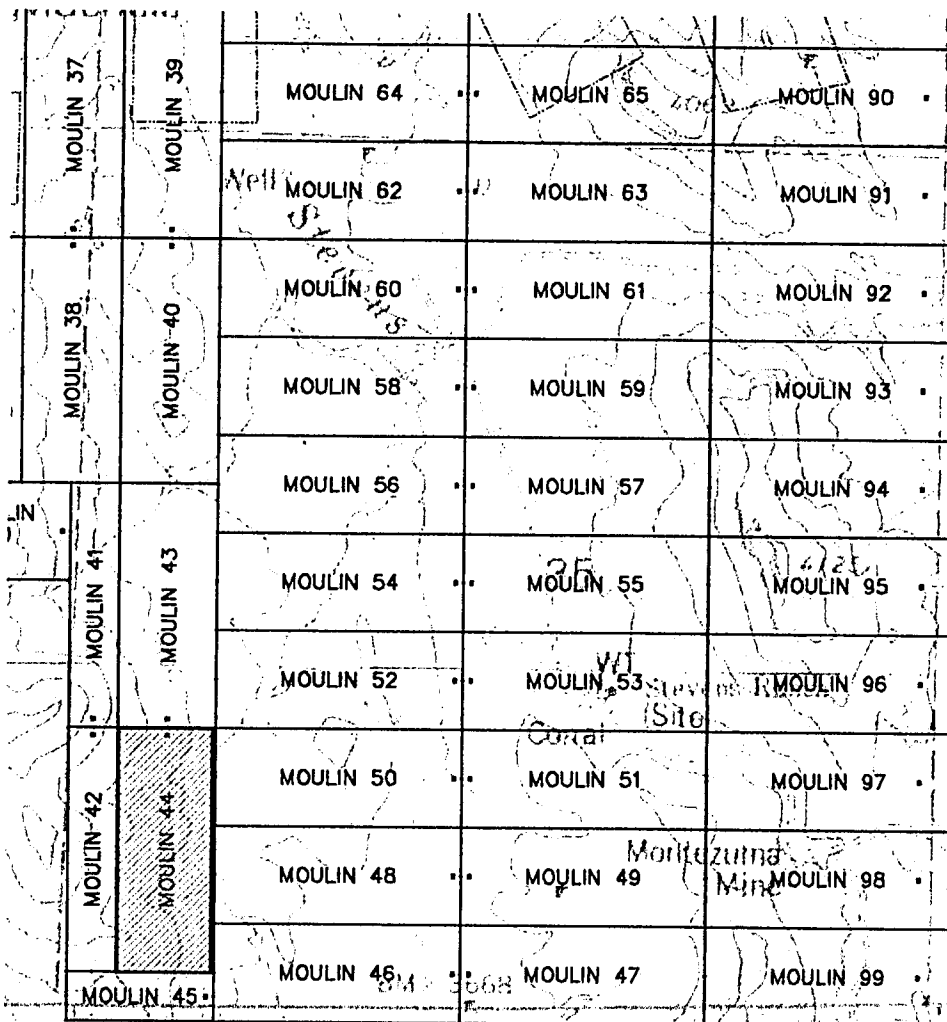 MOULIN 37
MOULIN 39
MOULIN 64
MOULIN 65
MOULIN 90
Well
MOULIN 62
MOULIN 63
MOULIN 91
MOULIN 38
MOULIN 40
MOULIN 60
MOULIN 61
MOULIN 92
MOULIN 58
MOULIN 59
MOULIN 93
MOULIN 56
MOULIN 57
MOULIN 94
MOULIN 41
MOULIN 43
MOULIN 54
MOULIN 55
4125
MOULIN 95
MOULIN 52
MOULIN 53
MOULIN 96
Stevens
(Site
Corral
MOULIN 42
MOULIN 44
MOULIN 50
MOULIN 51
MOULIN 97
Montezuma
Mine
MOULIN 48
MOULIN 49
MOULIN 98
MOULIN 46
MOULIN 47
MOULIN 99
MOULIN 45